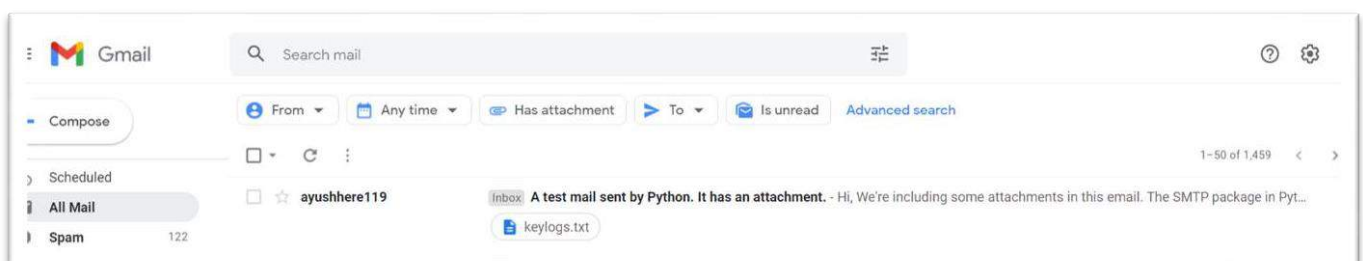 Gmail
Search mail
From
Any time
Has attachment
To
Is unread
Advanced search
Compose
1-50 of 1,459
Scheduled
All Mail
Spam 122
ayushhere119 Inbox A test mail sent by Python. It has an attachment. - Hi, We're including some attachments in this email. The SMTP package in Pyt...
keylogs.txt